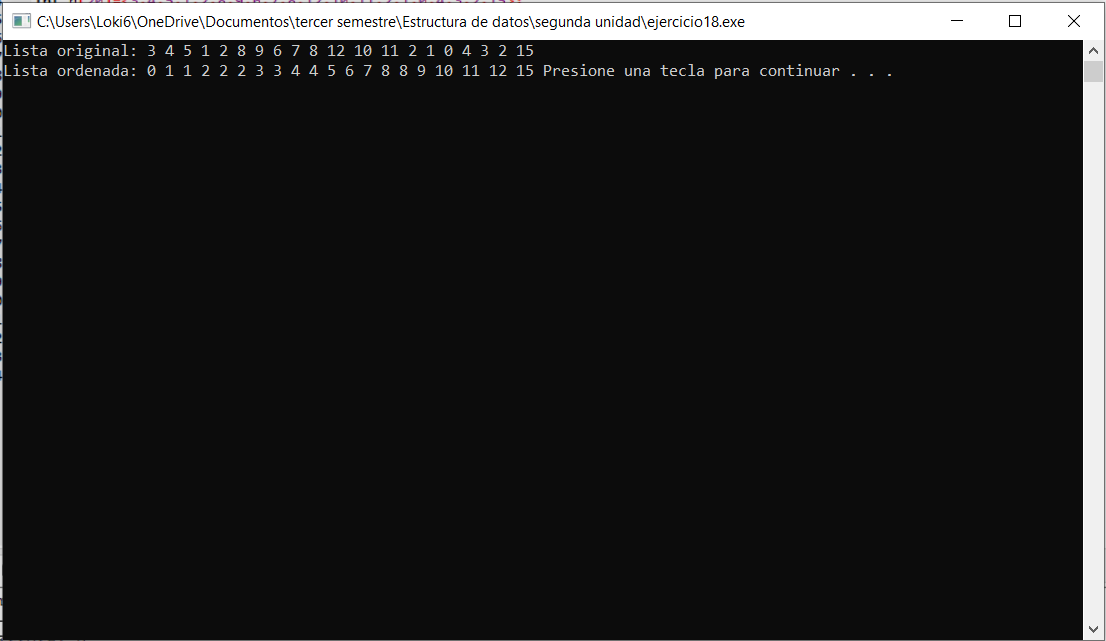 C:\Users\Loki6\OneDrive\Documentos\tercer semestre\Estructura de datos\segunda unidad\ejercicio18.exe
Lista original: 3 4 5 1 2 8 9 6 7 8 12 10 11 2 1 0 4 3 2 15
Lista ordenada: 0 1 1 2 2 2 3 3 4 4 5 6 7 8 8 9 10 11 12 15 Presione una tecla para continuar . . .